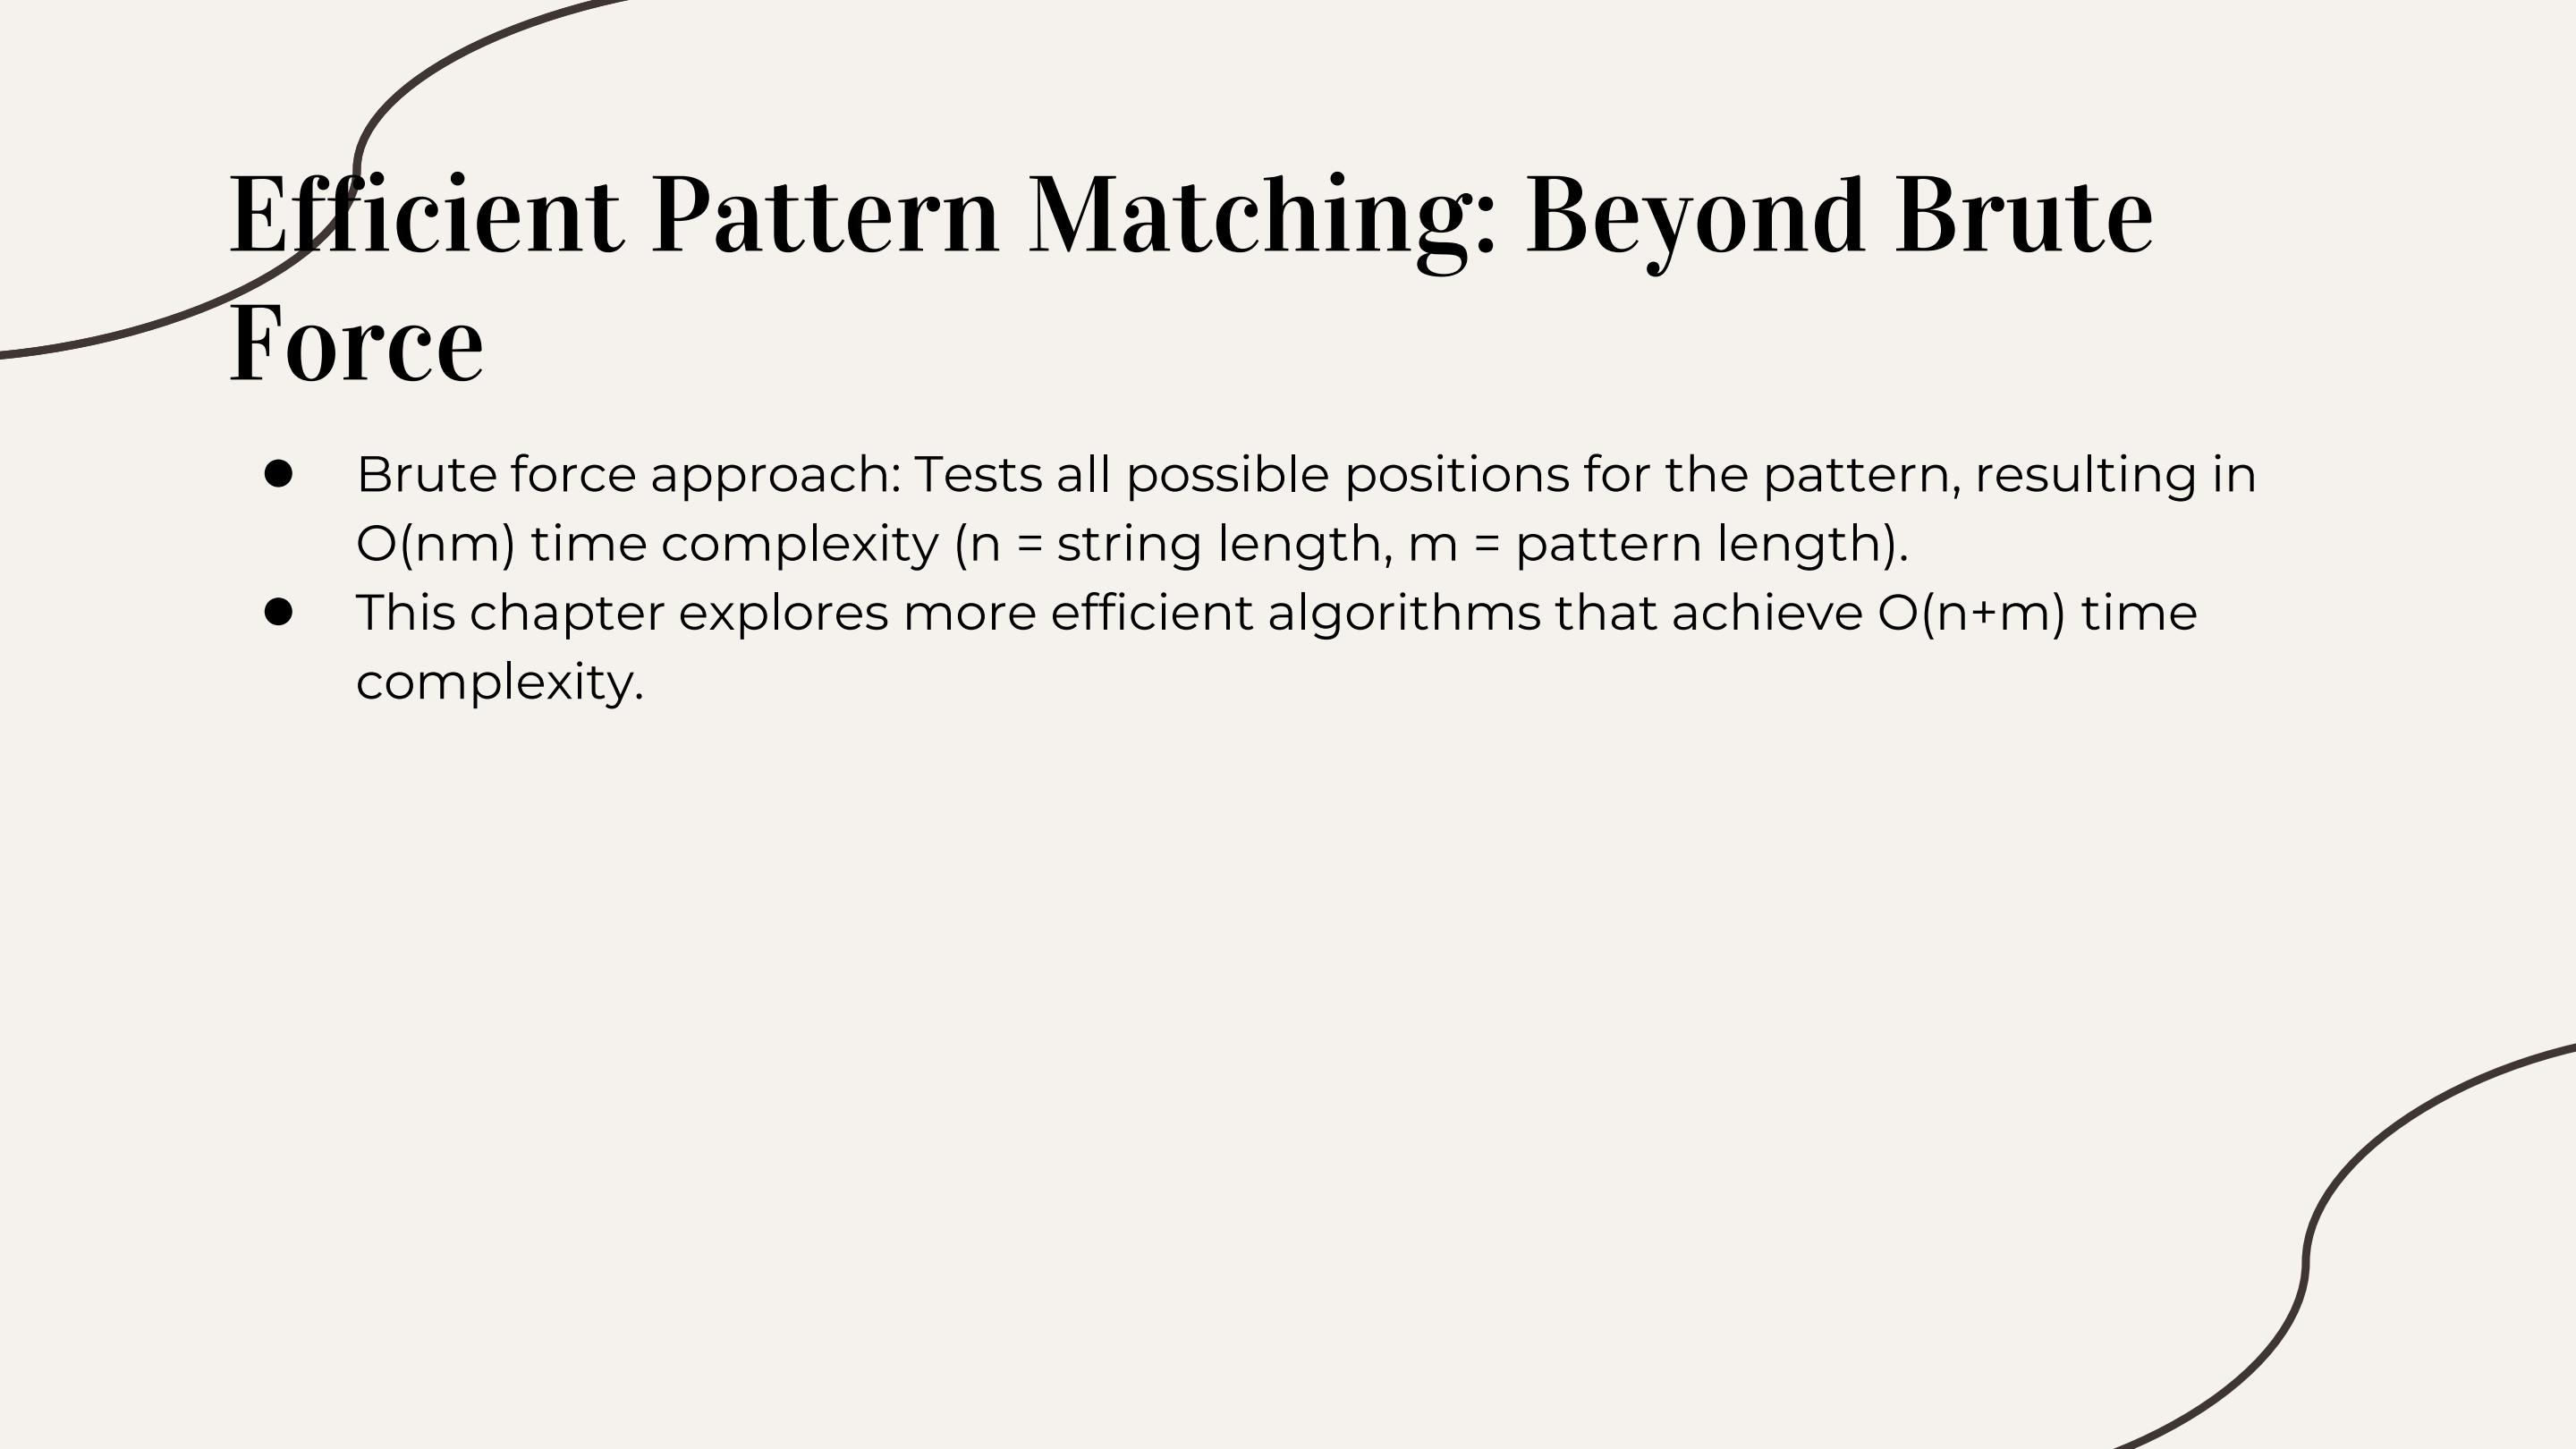 Efficient Pattern Matching: Beyond Brute
Force
● Brute force approach: Tests all possible positions for the pattern, resulting in
O(nm) time complexity (n = string length, m = pattern length).
● This chapter explores more efficient algorithms that achieve O(n+m) time
complexity.